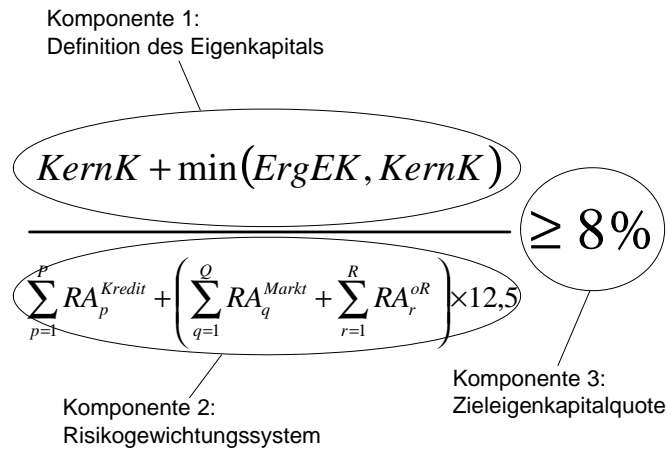 Komponente 1:
Definition des Eigenkapitals
KernK + min(ErgEK, KernK)
≥ 8%
P Q R
∑ RA_p^Kredit + ( ∑ RA_q^Markt + ∑ RA_r^oR ) ×12,5
p=1 q=1 r=1
Komponente 3:
Zieleigenkapitalquote
Komponente 2:
Risikogewichtungssystem